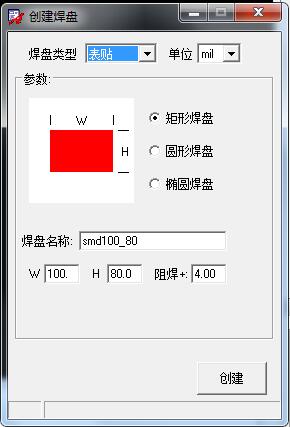 创建焊盘
焊盘类型 表贴 单位 mil
参数:
W
H
矩形焊盘
圆形焊盘
椭圆焊盘
焊盘名称: smd100_80
W 100. H 80.0 阻焊+: 4.00
创建